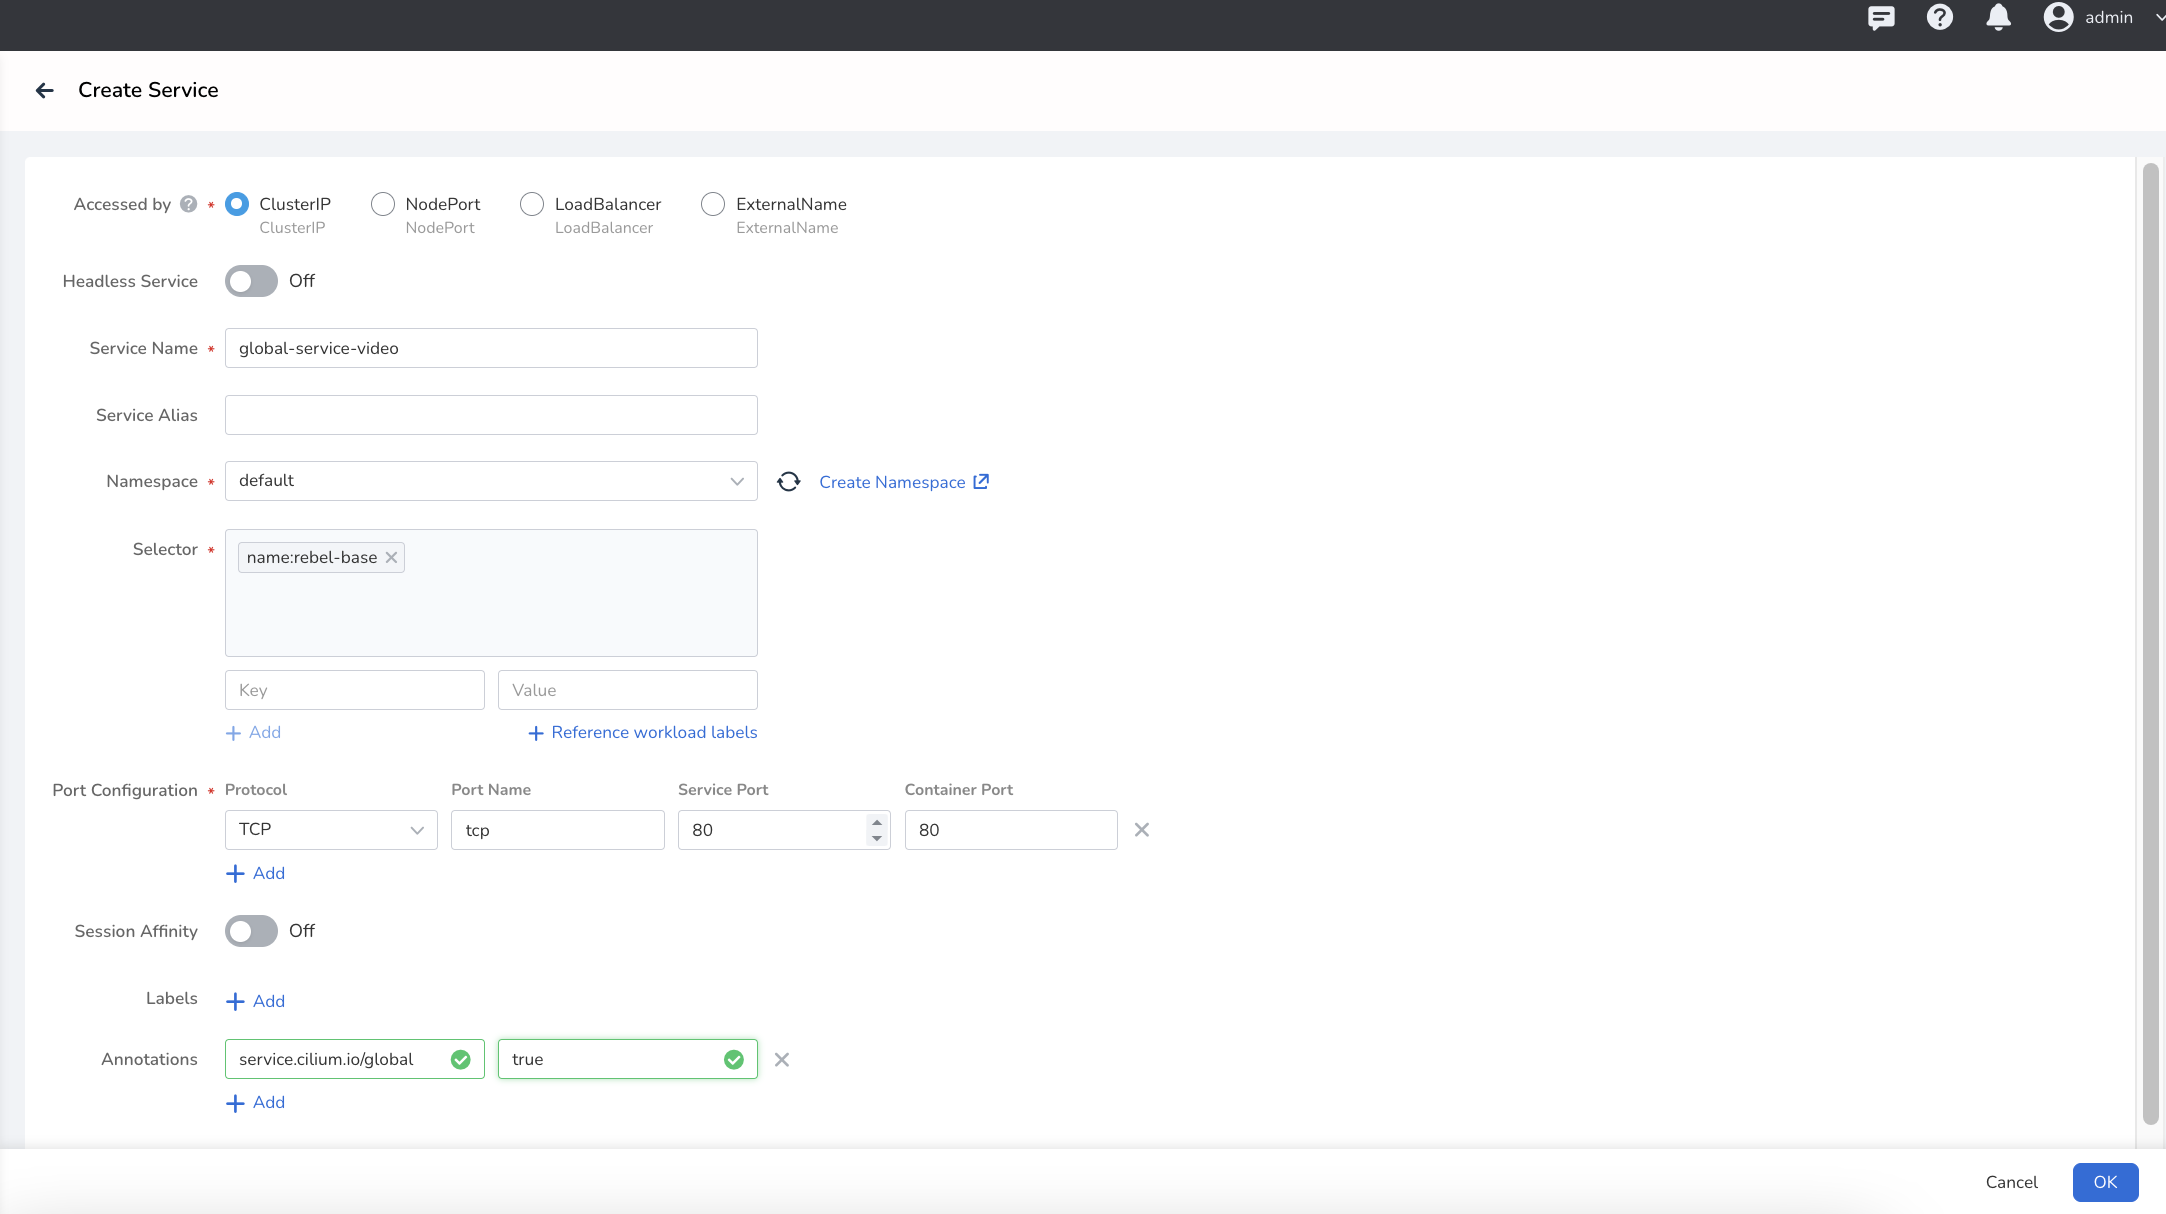 admin
Create Service
Accessed by * ClusterIP NodePort LoadBalancer ExternalName
ClusterIP NodePort LoadBalancer ExternalName
Headless Service Off
Service Name * global-service-video
Service Alias
Namespace * default Create Namespace
Selector * name:rebel-base
Key Value
Add Reference workload labels
Port Configuration * Protocol Port Name Service Port Container Port
TCP tcp 80 80
Add
Session Affinity Off
Labels Add
Annotations service.cilium.io/global true
Add
Cancel OK